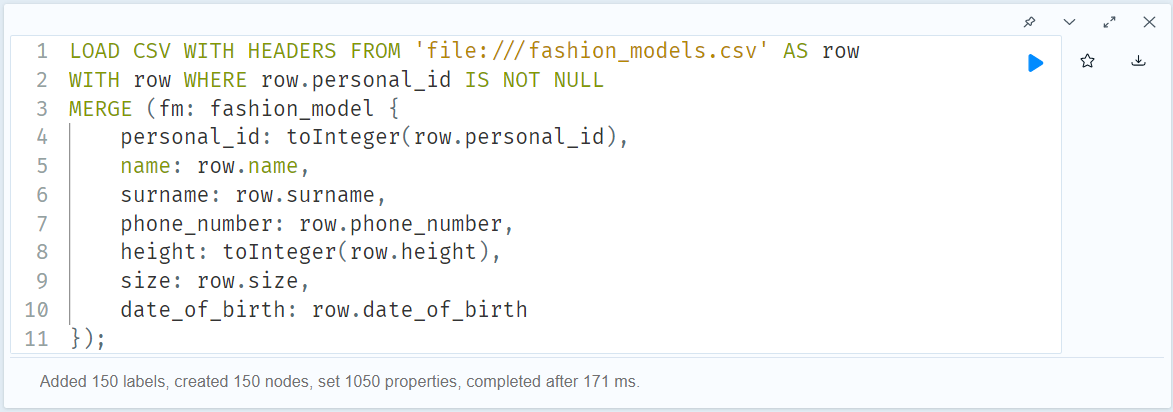 1 LOAD CSV WITH HEADERS FROM 'file:///fashion_models.csv' AS row
2 WITH row WHERE row.personal_id IS NOT NULL
3 MERGE (fm: fashion_model {
4 personal_id: toInteger(row.personal_id),
5 name: row.name,
6 surname: row.surname,
7 phone_number: row.phone_number,
8 height: toInteger(row.height),
9 size: row.size,
10 date_of_birth: row.date_of_birth
11 });
Added 150 labels, created 150 nodes, set 1050 properties, completed after 171 ms.